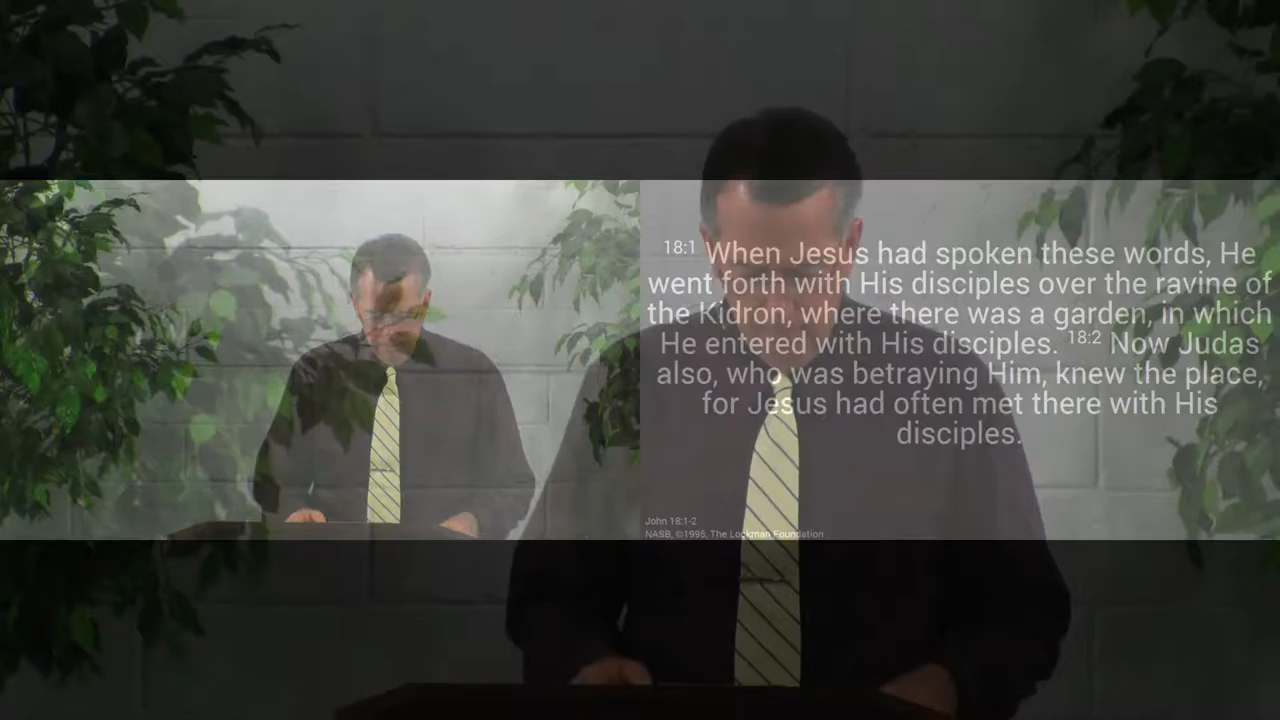 18:1 When Jesus had spoken these words, He
went forth with His disciples over the ravine of
the Kidron, where there was a garden, in which
He entered with His disciples. 18:2 Now Judas
also, who was betraying Him, knew the place,
for Jesus had often met there with His
disciples.
John 18:1-2
NASB, ©1995, The Lockman Foundation